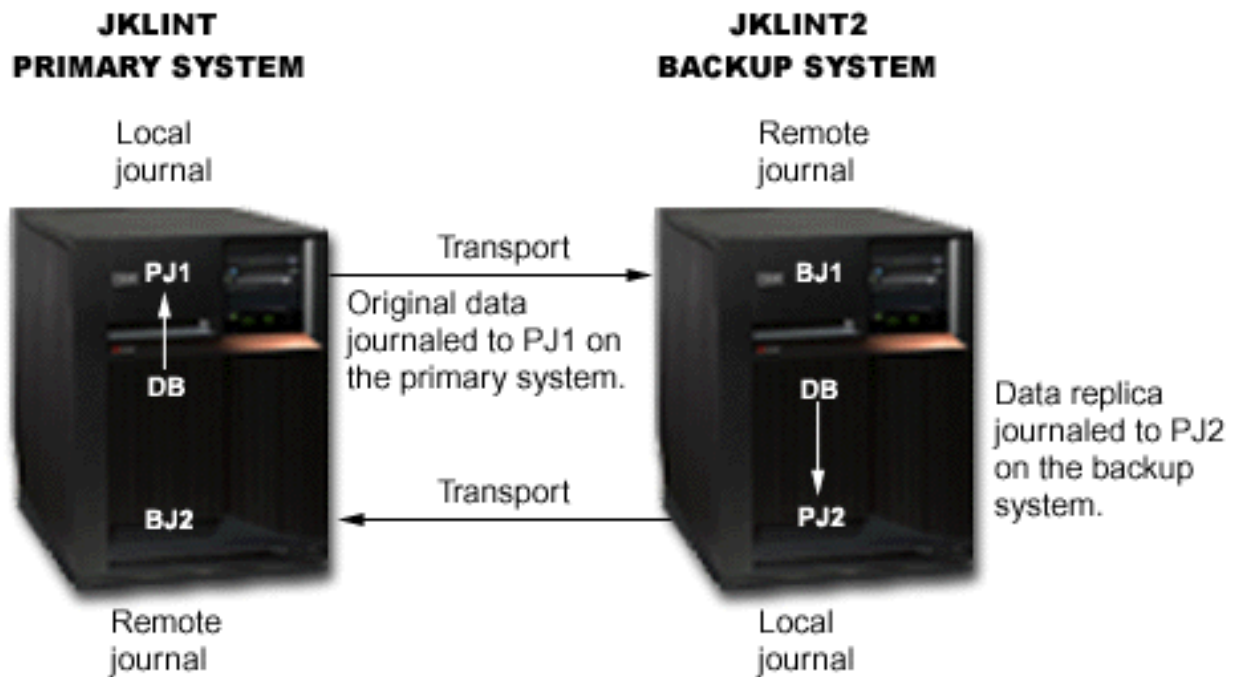 JKLINT
PRIMARY SYSTEM
JKLINT2
BACKUP SYSTEM
Local
journal
Remote
journal
PJ1
DB
BJ2
Transport
Original data
journaled to PJ1 on
the primary system.
Transport
BJ1
DB
PJ2
Data replica
journaled to PJ2
on the backup
system.
Remote
journal
Local
journal